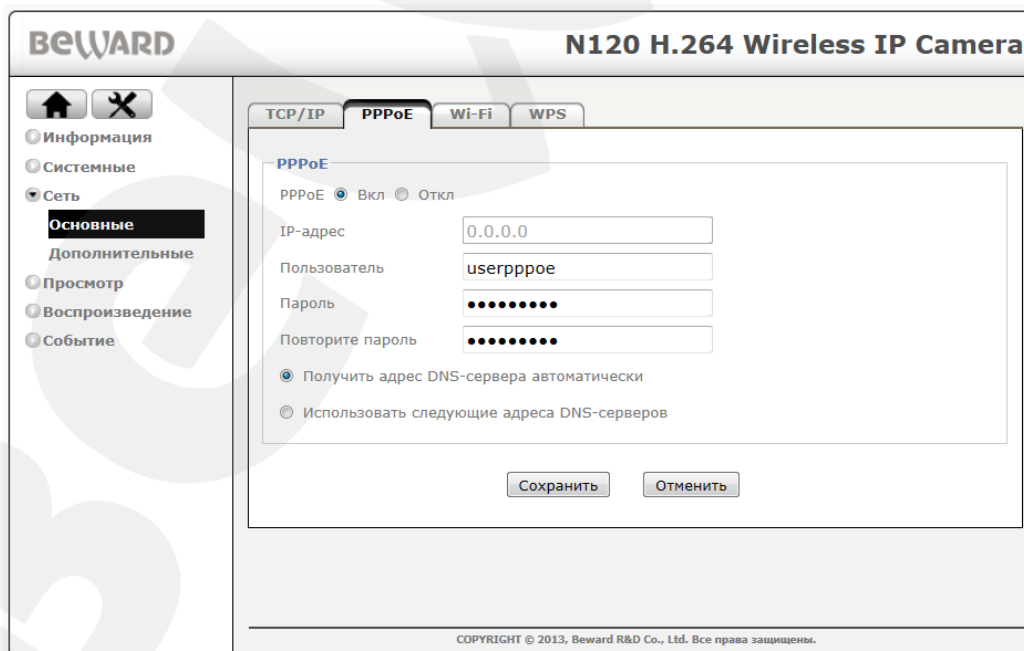 BEWARD
N120 H.264 Wireless IP Camera
Информация
Системные
Сеть
Основные
Дополнительные
Просмотр
Воспроизведение
Событие
TCP/IP PPPoE Wi-Fi WPS
PPPoE
PPPoE Вкл Откл
IP-адрес 0.0.0.0
Пользователь userpppoe
Пароль •••••••••
Повторите пароль •••••••••
Получить адрес DNS-сервера автоматически
Использовать следующие адреса DNS-серверов
Сохранить Отменить
COPYRIGHT © 2013, Beward R&D Co., Ltd. Все права защищены.